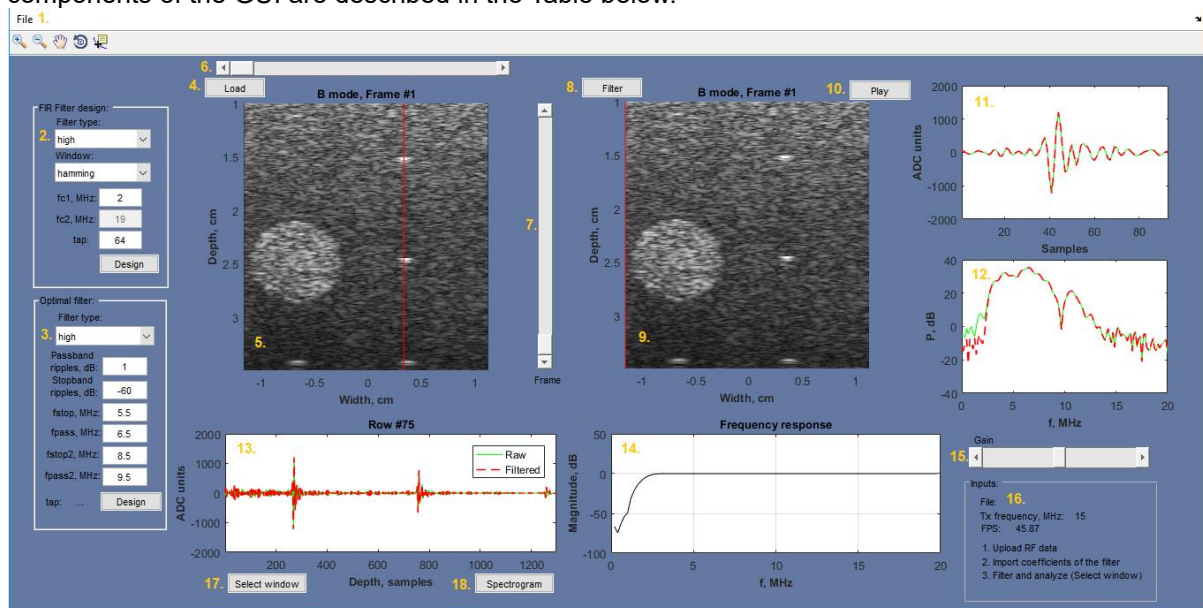 components of the GUI are described in the Table below.
File 1.
6.
4. Load
8. Filter
10. Play
B mode, Frame #1
B mode, Frame #1
FIR Filter design:
Filter type:
2. high
Window:
hamming
fc1, MHz: 2
fc2, MHz: 19
tap: 64
Design
Optimal filter:
Filter type:
3. high
Passband
ripples, dB: 1
Stopband
ripples, dB: -60
fstop, MHz: 5.5
fpass, MHz: 6.5
fstop2, MHz: 8.5
fpass2, MHz: 9.5
tap: ... Design
Depth, cm
1
1.5
2
2.5
3
5.
-1 -0.5 0 0.5 1
Width, cm
7.
Frame
Depth, cm
1
1.5
2
2.5
3
9.
-1 -0.5 0 0.5 1
Width, cm
11.
ADC units
2000
1000
0
-1000
-2000
20 40 60 80
Samples
12.
P, dB
40
20
0
-20
-40
0 5 10 15 20
f, MHz
Row #75
13.
ADC units
2000
1000
0
-1000
-2000
Raw
Filtered
200 400 600 800 1000 1200
Depth, samples
17. Select window
18. Spectrogram
Frequency response
14.
Magnitude, dB
50
0
-50
-100
0 5 10 15 20
f, MHz
Gain
15.
Inputs:
File: 16.
Tx frequency, MHz: 15
FPS: 45.87
1. Upload RF data
2. Import coefficients of the filter
3. Filter and analyze (Select window)